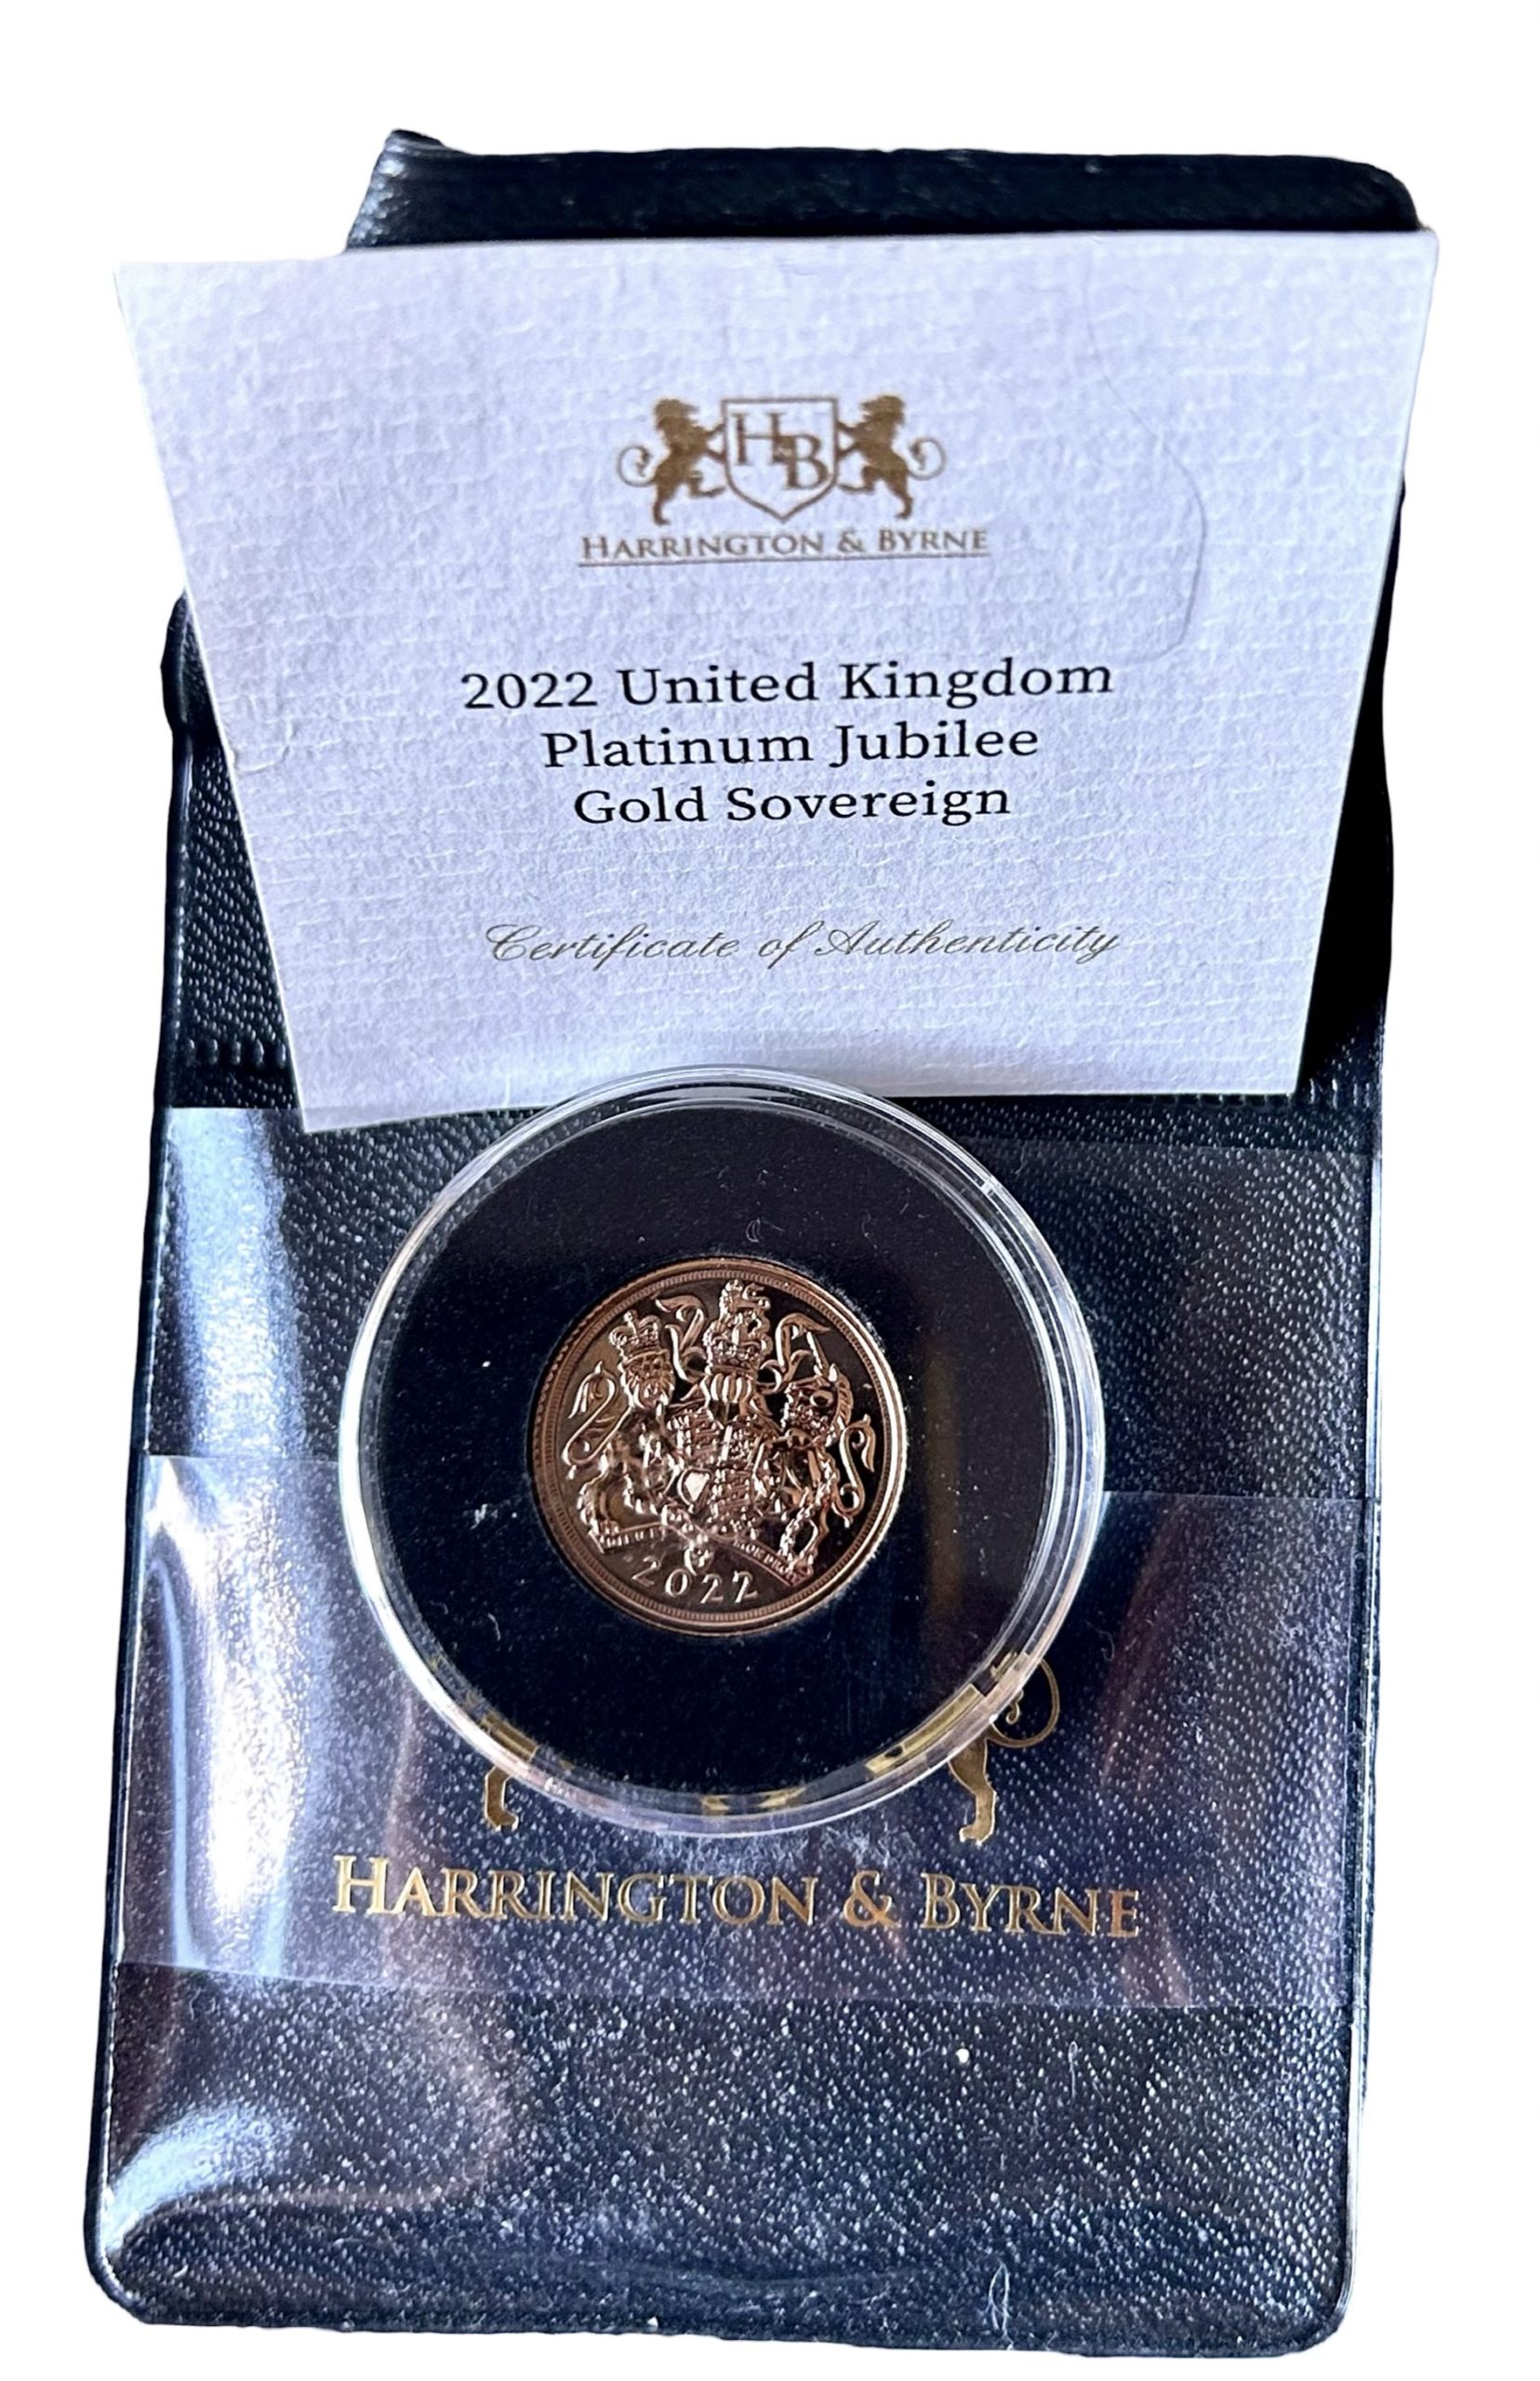 HB
HARRINGTON & BYRNE
2022 United Kingdom
Platinum Jubilee
Gold Sovereign
Certificate of Authenticity
2022
HARRINGTON & BYRNE